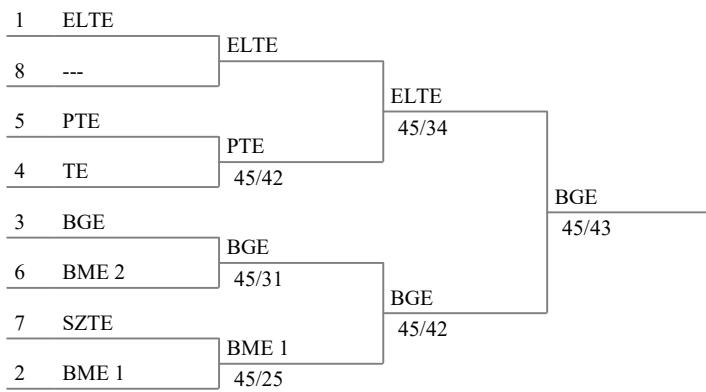 1 ELTE
8 ---
5 PTE
4 TE
3 BGE
6 BME 2
7 SZTE
2 BME 1
ELTE
PTE
45/42
BGE
45/31
BME 1
45/25
ELTE
45/34
BGE
45/42
BGE
45/43